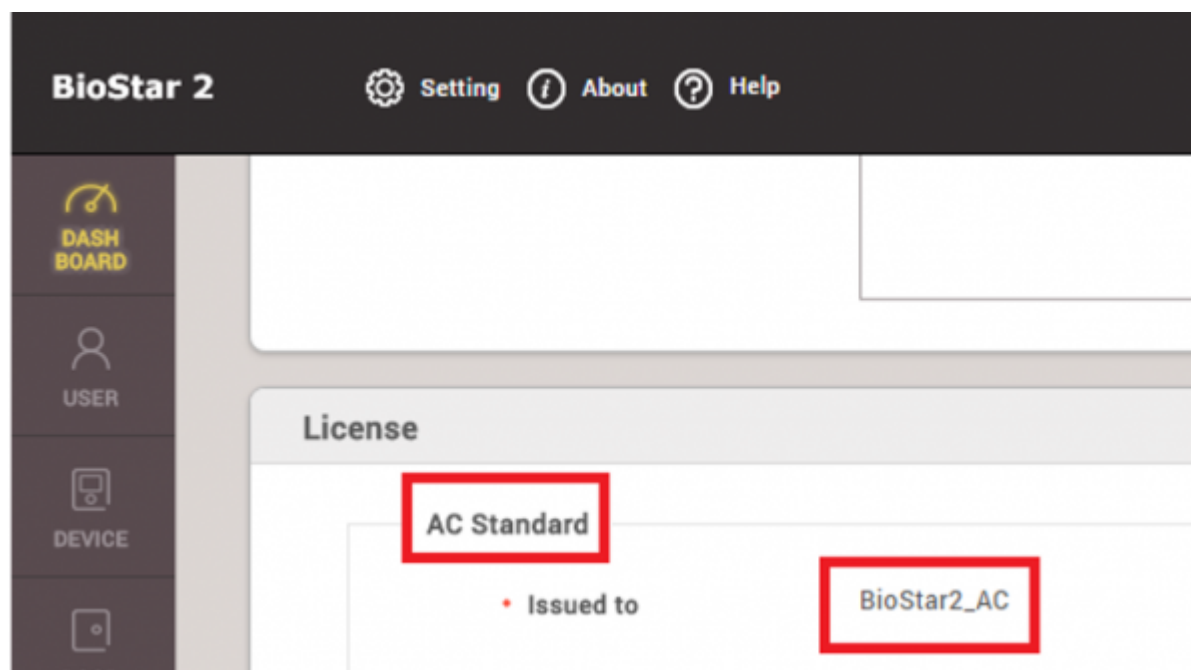 BioStar 2
Setting
About
Help
DASH
BOARD
USER
DEVICE
License
AC Standard
Issued to
BioStar2_AC